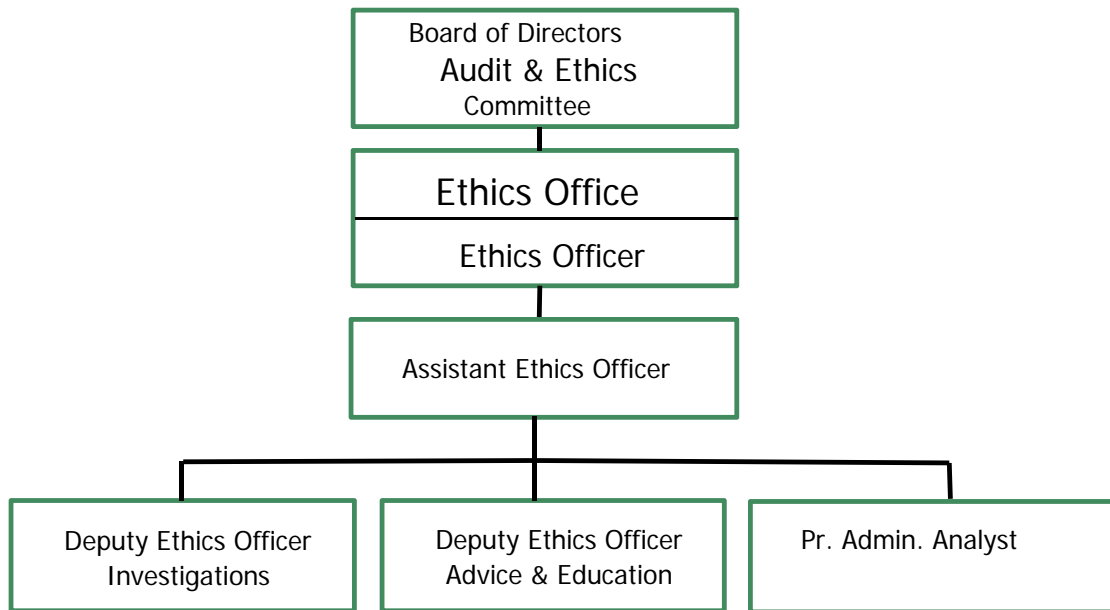 Board of Directors
Audit & Ethics
Committee
Ethics Office
Ethics Officer
Assistant Ethics Officer
Deputy Ethics Officer
Investigations
Deputy Ethics Officer
Advice & Education
Pr. Admin. Analyst